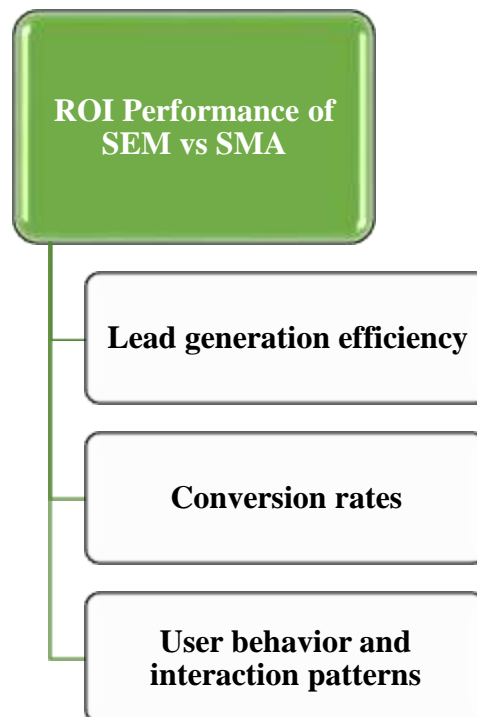 ROI Performance of
SEM vs SMA
Lead generation efficiency
Conversion rates
User behavior and
interaction patterns